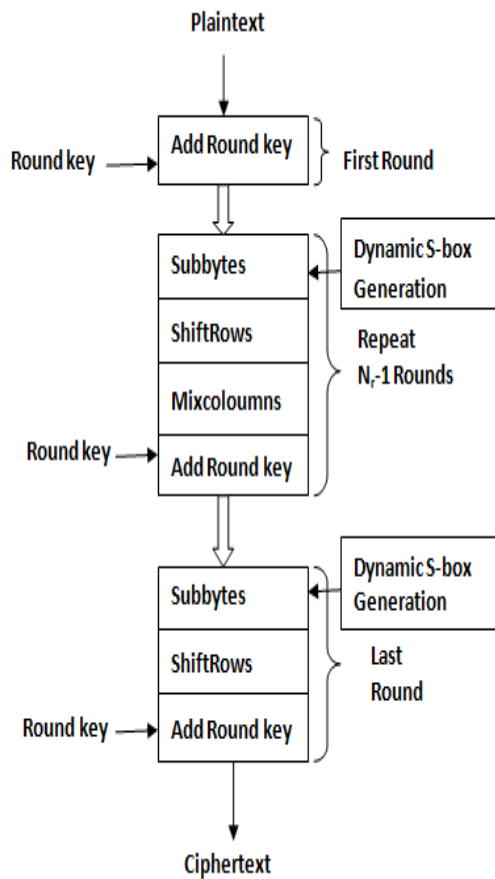 Plaintext
Add Round key
Round key
First Round
Subbytes
Dynamic S-box
Generation
ShiftRows
Repeat
Nᵣ-1 Rounds
Mixcoloumns
Round key
Add Round key
Subbytes
Dynamic S-box
Generation
ShiftRows
Last
Round
Round key
Add Round key
Ciphertext